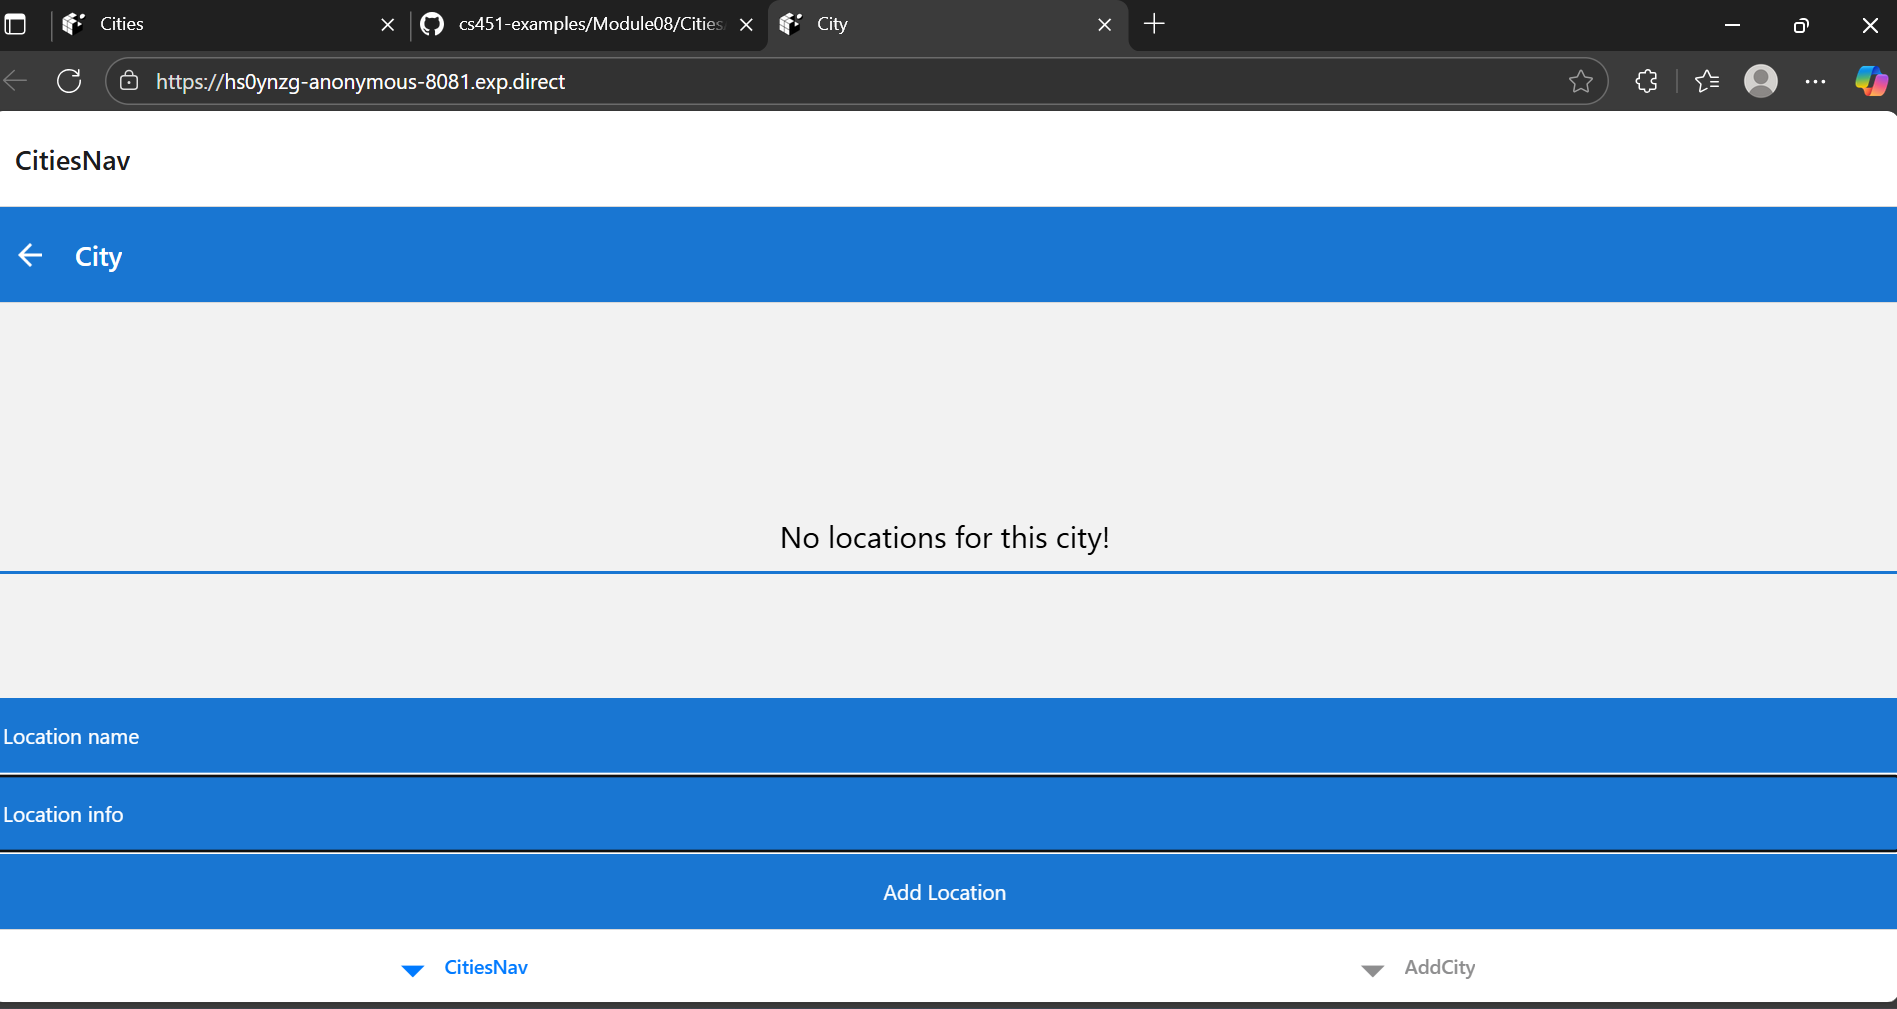 Cities
cs451-examples/Module08/Cities
City
https://hs0ynzg-anonymous-8081.exp.direct
CitiesNav
City
No locations for this city!
Location name
Location info
Add Location
CitiesNav
AddCity